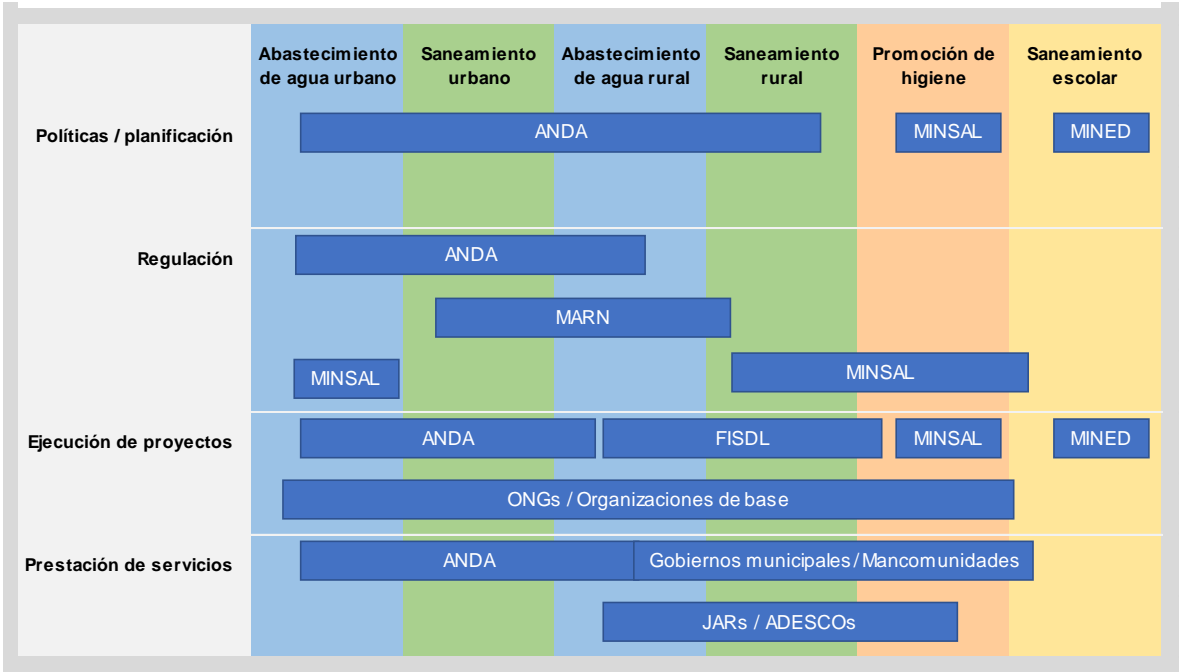 Abastecimiento de agua urbano
Saneamiento urbano
Abastecimiento de agua rural
Saneamiento rural
Promoción de higiene
Saneamiento escolar
Políticas / planificación
ANDA
MINSAL
MINED
Regulación
ANDA
MARN
MINSAL
MINSAL
Ejecución de proyectos
ANDA
FISDL
MINSAL
MINED
ONGs / Organizaciones de base
Prestación de servicios
ANDA
Gobiernos municipales / Mancomunidades
JARs / ADESCOs